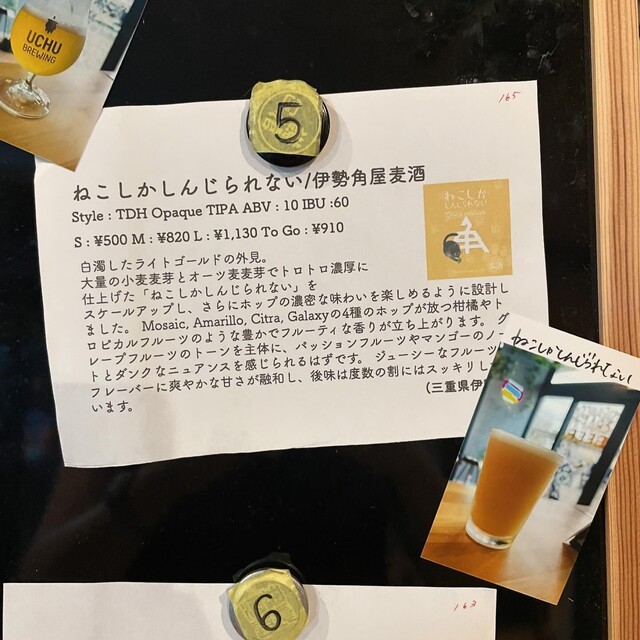 UCHU
BREWING
5
165
ねこしかしんじられない/伊勢角屋麦酒
Style : TDH Opaque TIPA ABV : 10 IBU :60
S : ¥500 M : ¥820 L : ¥1,130 To Go : ¥910
ねこしか
しんじられない
白濁したライトゴールドの外見。
大量の小麦麦芽とオーツ麦麦芽でトロトロ濃厚に
仕上げた「ねこしかしんじられない」を
スケールアップし、さらにホップの濃密な味わいを楽しめるように設計し
ました。 Mosaic, Amarillo, Citra, Galaxyの4種のホップが放つ柑橘やト
ロピカルフルーツのような豊かでフルーティな香りが立ち上がります。 グ
レープフルーツのトーンを主体に、パッションフルーツやマンゴーのノー
トとダンクなニュアンスを感じられるはずです。 ジューシーなフルーツ
フレーバーに爽やかな甘さが融和し、後味は度数の割にはスッキリし
います。
(三重県伊
ねこしかしんじられない
6
163